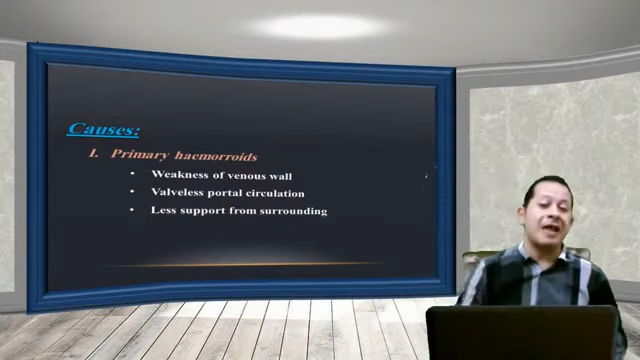 Causes:
I. Primary haemorroids
• Weakness of venous wall
• Valveless portal circulation
• Less support from surrounding